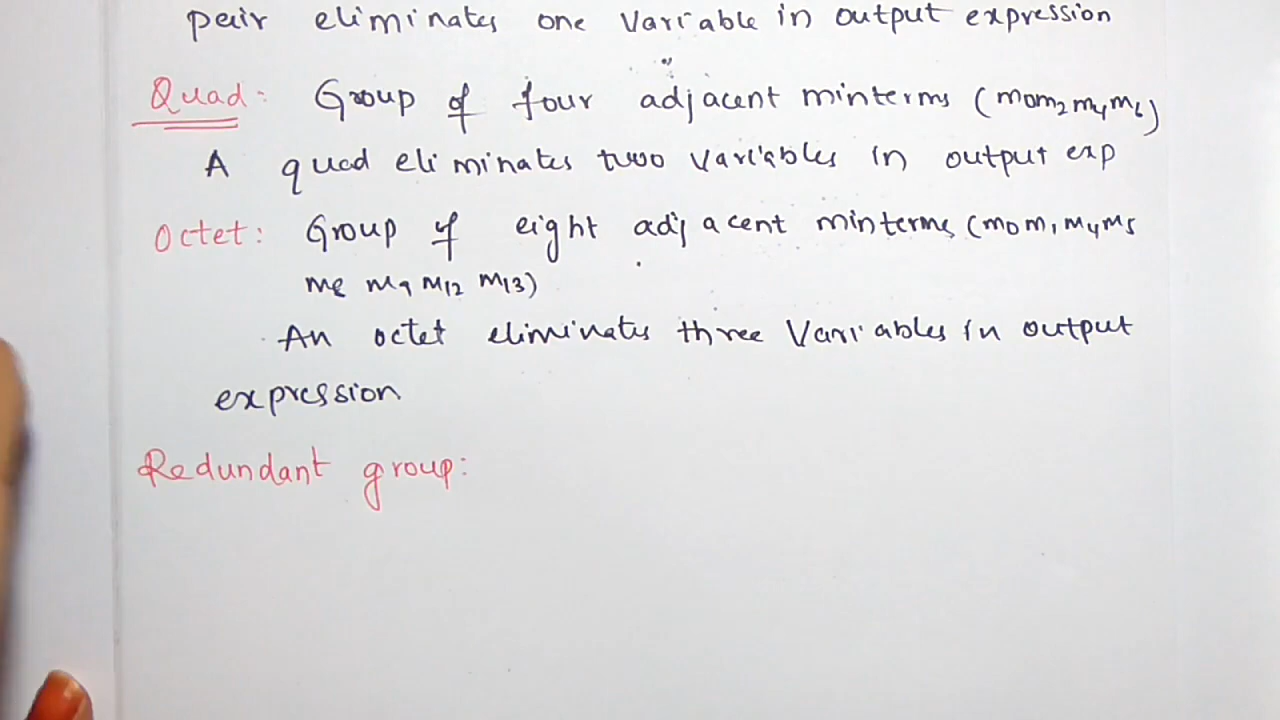 pair eliminates one Variable in output expression
Quad: Group of four adjacent minterms (m0m2m4m6)
A quad eliminates two variables in output exp
Octet: Group of eight adjacent minterms (m0m1m4m5
m8 m9 m12 m13)
An octet eliminates three Variables in output
expression
Redundant group: